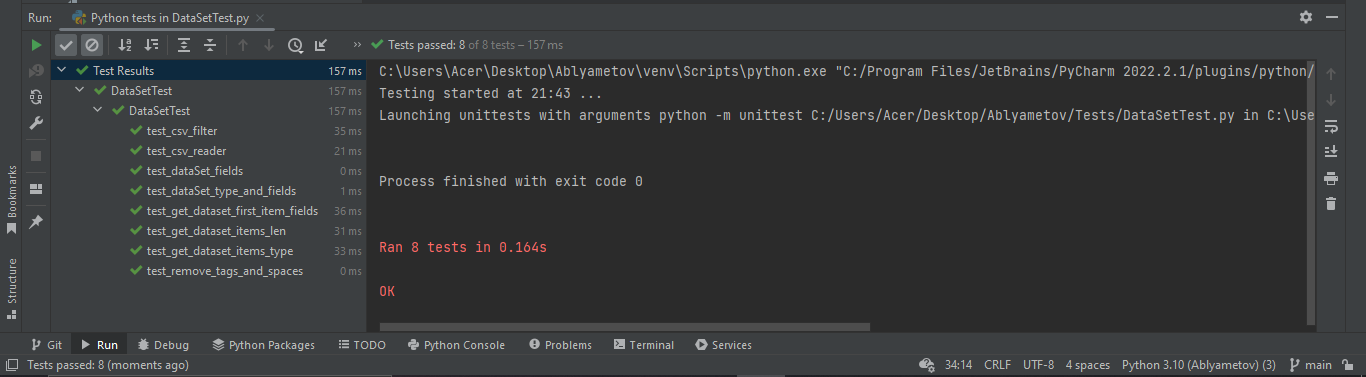 Run: Python tests in DataSetTest.py
Tests passed: 8 of 8 tests – 157 ms
Test Results 157 ms
DataSetTest 157 ms
DataSetTest 157 ms
test_csv_filter 35 ms
test_csv_reader 21 ms
test_dataSet_fields 0 ms
test_dataSet_type_and_fields 1 ms
test_get_dataset_first_item_fields 36 ms
test_get_dataset_items_len 31 ms
test_get_dataset_items_type 33 ms
test_remove_tags_and_spaces 0 ms
C:\Users\Acer\Desktop\Ablyametov\venv\Scripts\python.exe "C:/Program Files/JetBrains/PyCharm 2022.2.1/plugins/python/
Testing started at 21:43 ...
Launching unittests with arguments python -m unittest C:/Users/Acer/Desktop/Ablyametov/Tests/DataSetTest.py in C:\Use
Process finished with exit code 0
Ran 8 tests in 0.164s
OK
Bookmarks
Structure
Git Run Debug Python Packages TODO Python Console Problems Terminal Services
Tests passed: 8 (moments ago) 34:14 CRLF UTF-8 4 spaces Python 3.10 (Ablyametov) (3) main